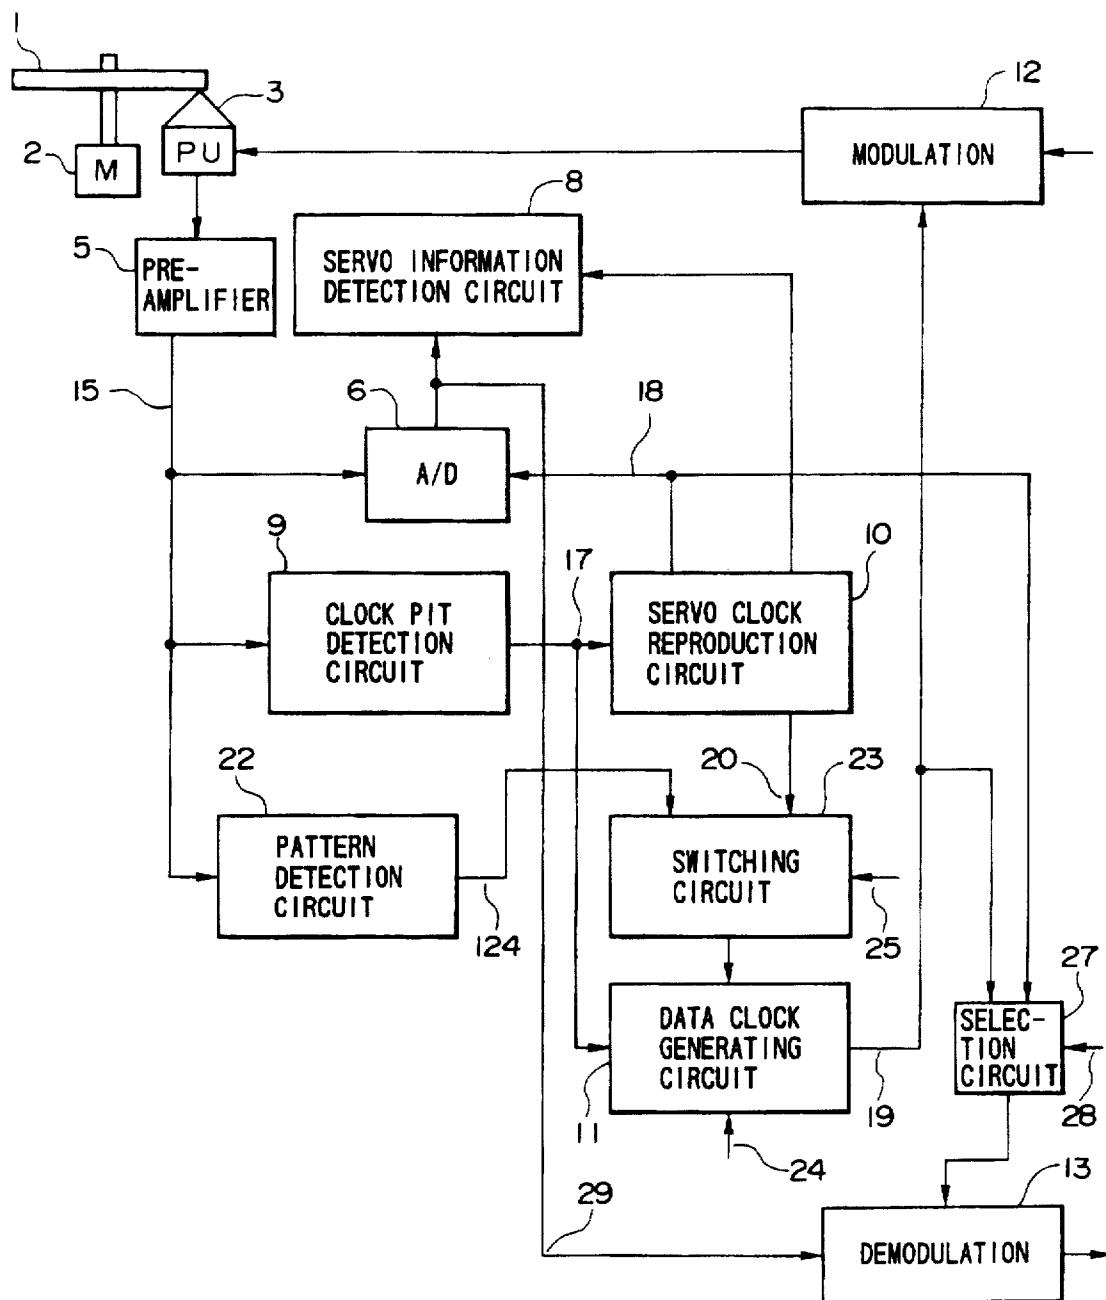 1
3
12
PU
MODULATION
2
M
8
5
PRE-
AMPLIFIER
SERVO INFORMATION
DETECTION CIRCUIT
15
6
18
A/D
9
17
10
CLOCK PIT
DETECTION
CIRCUIT
SERVO CLOCK
REPRODUCTION
CIRCUIT
22
20
23
PATTERN
DETECTION
CIRCUIT
SWITCHING
CIRCUIT
124
25
27
DATA CLOCK
GENERATING
CIRCUIT
SELEC-
TION
CIRCUIT
11
19
28
24
13
29
DEMODULATION